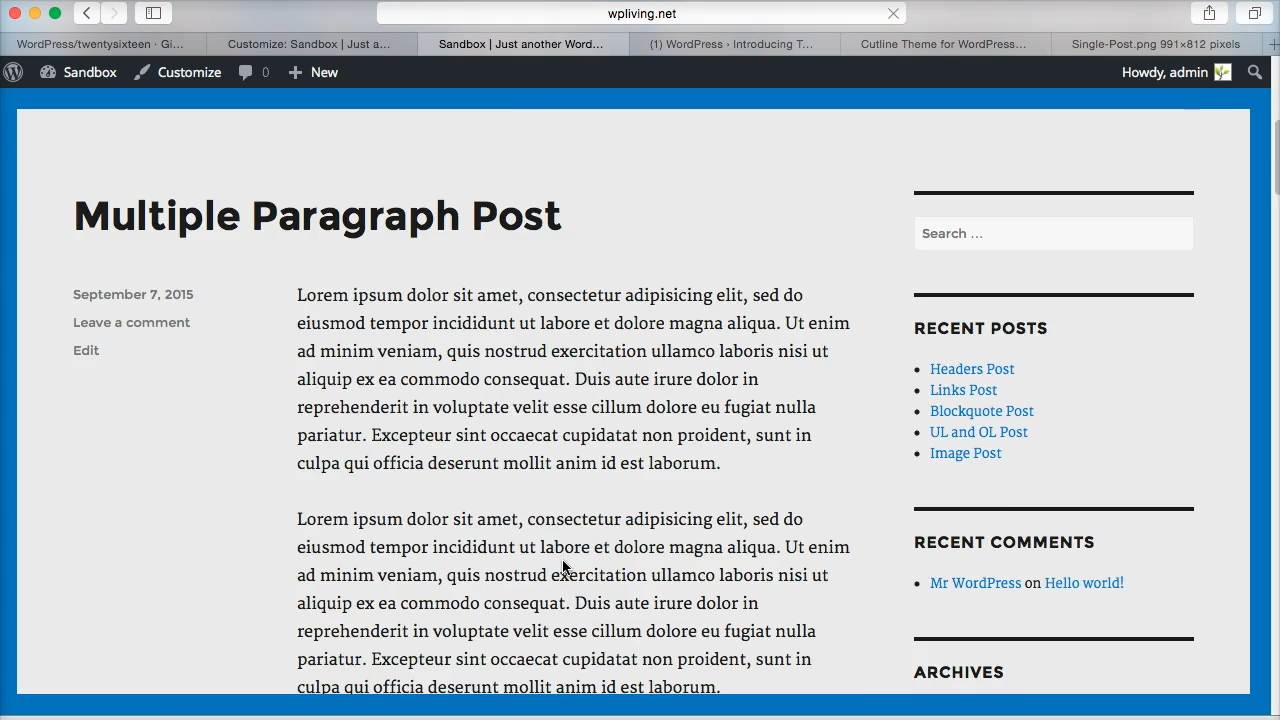 wpliving.net
WordPress/twentysixteen · Gi...
Customize: Sandbox | Just a...
Sandbox | Just another Word...
(1) WordPress › Introducing T...
Cutline Theme for WordPress...
Single-Post.png 991×812 pixels
Sandbox
Customize
0
New
Howdy, admin
Multiple Paragraph Post
September 7, 2015
Leave a comment
Edit
Lorem ipsum dolor sit amet, consectetur adipisicing elit, sed do
eiusmod tempor incididunt ut labore et dolore magna aliqua. Ut enim
ad minim veniam, quis nostrud exercitation ullamco laboris nisi ut
aliquip ex ea commodo consequat. Duis aute irure dolor in
reprehenderit in voluptate velit esse cillum dolore eu fugiat nulla
pariatur. Excepteur sint occaecat cupidatat non proident, sunt in
culpa qui officia deserunt mollit anim id est laborum.
Lorem ipsum dolor sit amet, consectetur adipisicing elit, sed do
eiusmod tempor incididunt ut labore et dolore magna aliqua. Ut enim
ad minim veniam, quis nostrud exercitation ullamco laboris nisi ut
aliquip ex ea commodo consequat. Duis aute irure dolor in
reprehenderit in voluptate velit esse cillum dolore eu fugiat nulla
pariatur. Excepteur sint occaecat cupidatat non proident, sunt in
culpa qui officia deserunt mollit anim id est laborum.
Search ...
RECENT POSTS
Headers Post
Links Post
Blockquote Post
UL and OL Post
Image Post
RECENT COMMENTS
Mr WordPress on Hello world!
ARCHIVES